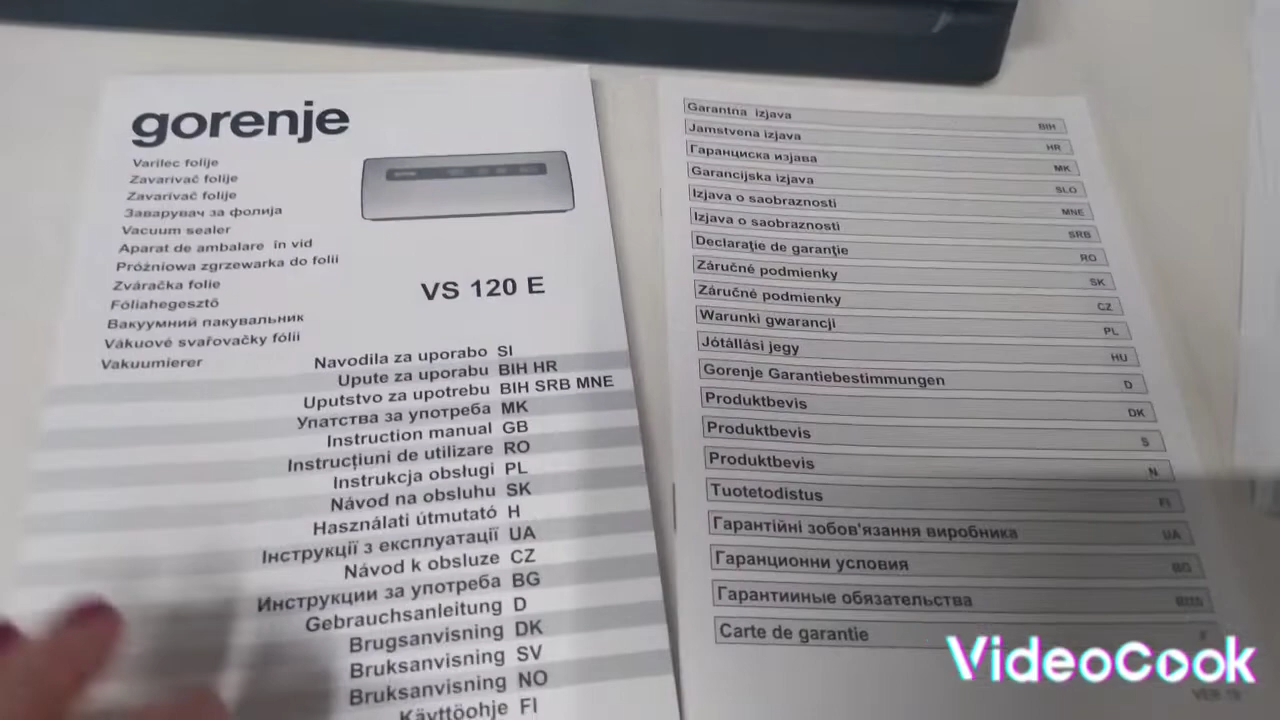 gorenje
Varilec folije
Zavarivač folije
Zavarivač folije
Заварувач за фолија
Vacuum sealer
Aparat de ambalare în vid
Próżniowa zgrzewarka do folii
Zváračka folie
Fóliahegesztő
Вакуумний пакувальник
Vákuové svařovačky fólií
Vakuumierer
VS 120 E
Navodila za uporabo SI
Upute za uporabu BIH HR
Uputstvo za upotrebu BIH SRB MNE
Упатства за употреба MK
Instruction manual GB
Instrucțiuni de utilizare RO
Instrukcja obsługi PL
Návod na obsluhu SK
Használati útmutató H
Інструкції з експлуатації UA
Návod k obsluze CZ
Инструкции за употреба BG
Gebrauchsanleitung D
Brugsanvisning DK
Bruksanvisning SV
Bruksanvisning NO
Käyttöohje FI
Garantna izjava BIH
Jamstvena izjava HR
Гаранциска изјава MK
Garancijska izjava SLO
Izjava o saobraznosti MNE
Izjava o saobraznosti SRB
Declaraţie de garanţie RO
Záručné podmienky SK
Záručné podmienky CZ
Warunki gwarancji PL
Jótállási jegy HU
Gorenje Garantiebestimmungen D
Produktbevis DK
Produktbevis S
Produktbevis N
Tuotetodistus FI
Гарантійні зобов'язання виробника UA
Гаранционни условия BG
Гарантииные обязательства
Carte de garantie F
VideoCook